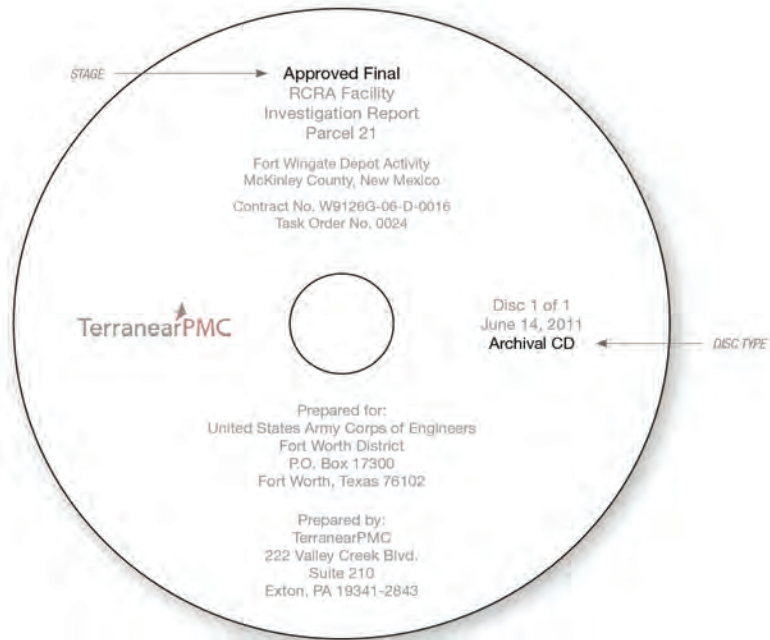 STAGE
Approved Final
RCRA Facility
Investigation Report
Parcel 21
Fort Wingate Depot Activity
McKinley County, New Mexico
Contract No. W9126G-06-D-0016
Task Order No. 0024
TerranearPMC
Disc 1 of 1
June 14, 2011
Archival CD
DISC TYPE
Prepared for:
United States Army Corps of Engineers
Fort Worth District
P.O. Box 17300
Fort Worth, Texas 76102
Prepared by:
TerranearPMC
222 Valley Creek Blvd.
Suite 210
Exton, PA 19341-2843